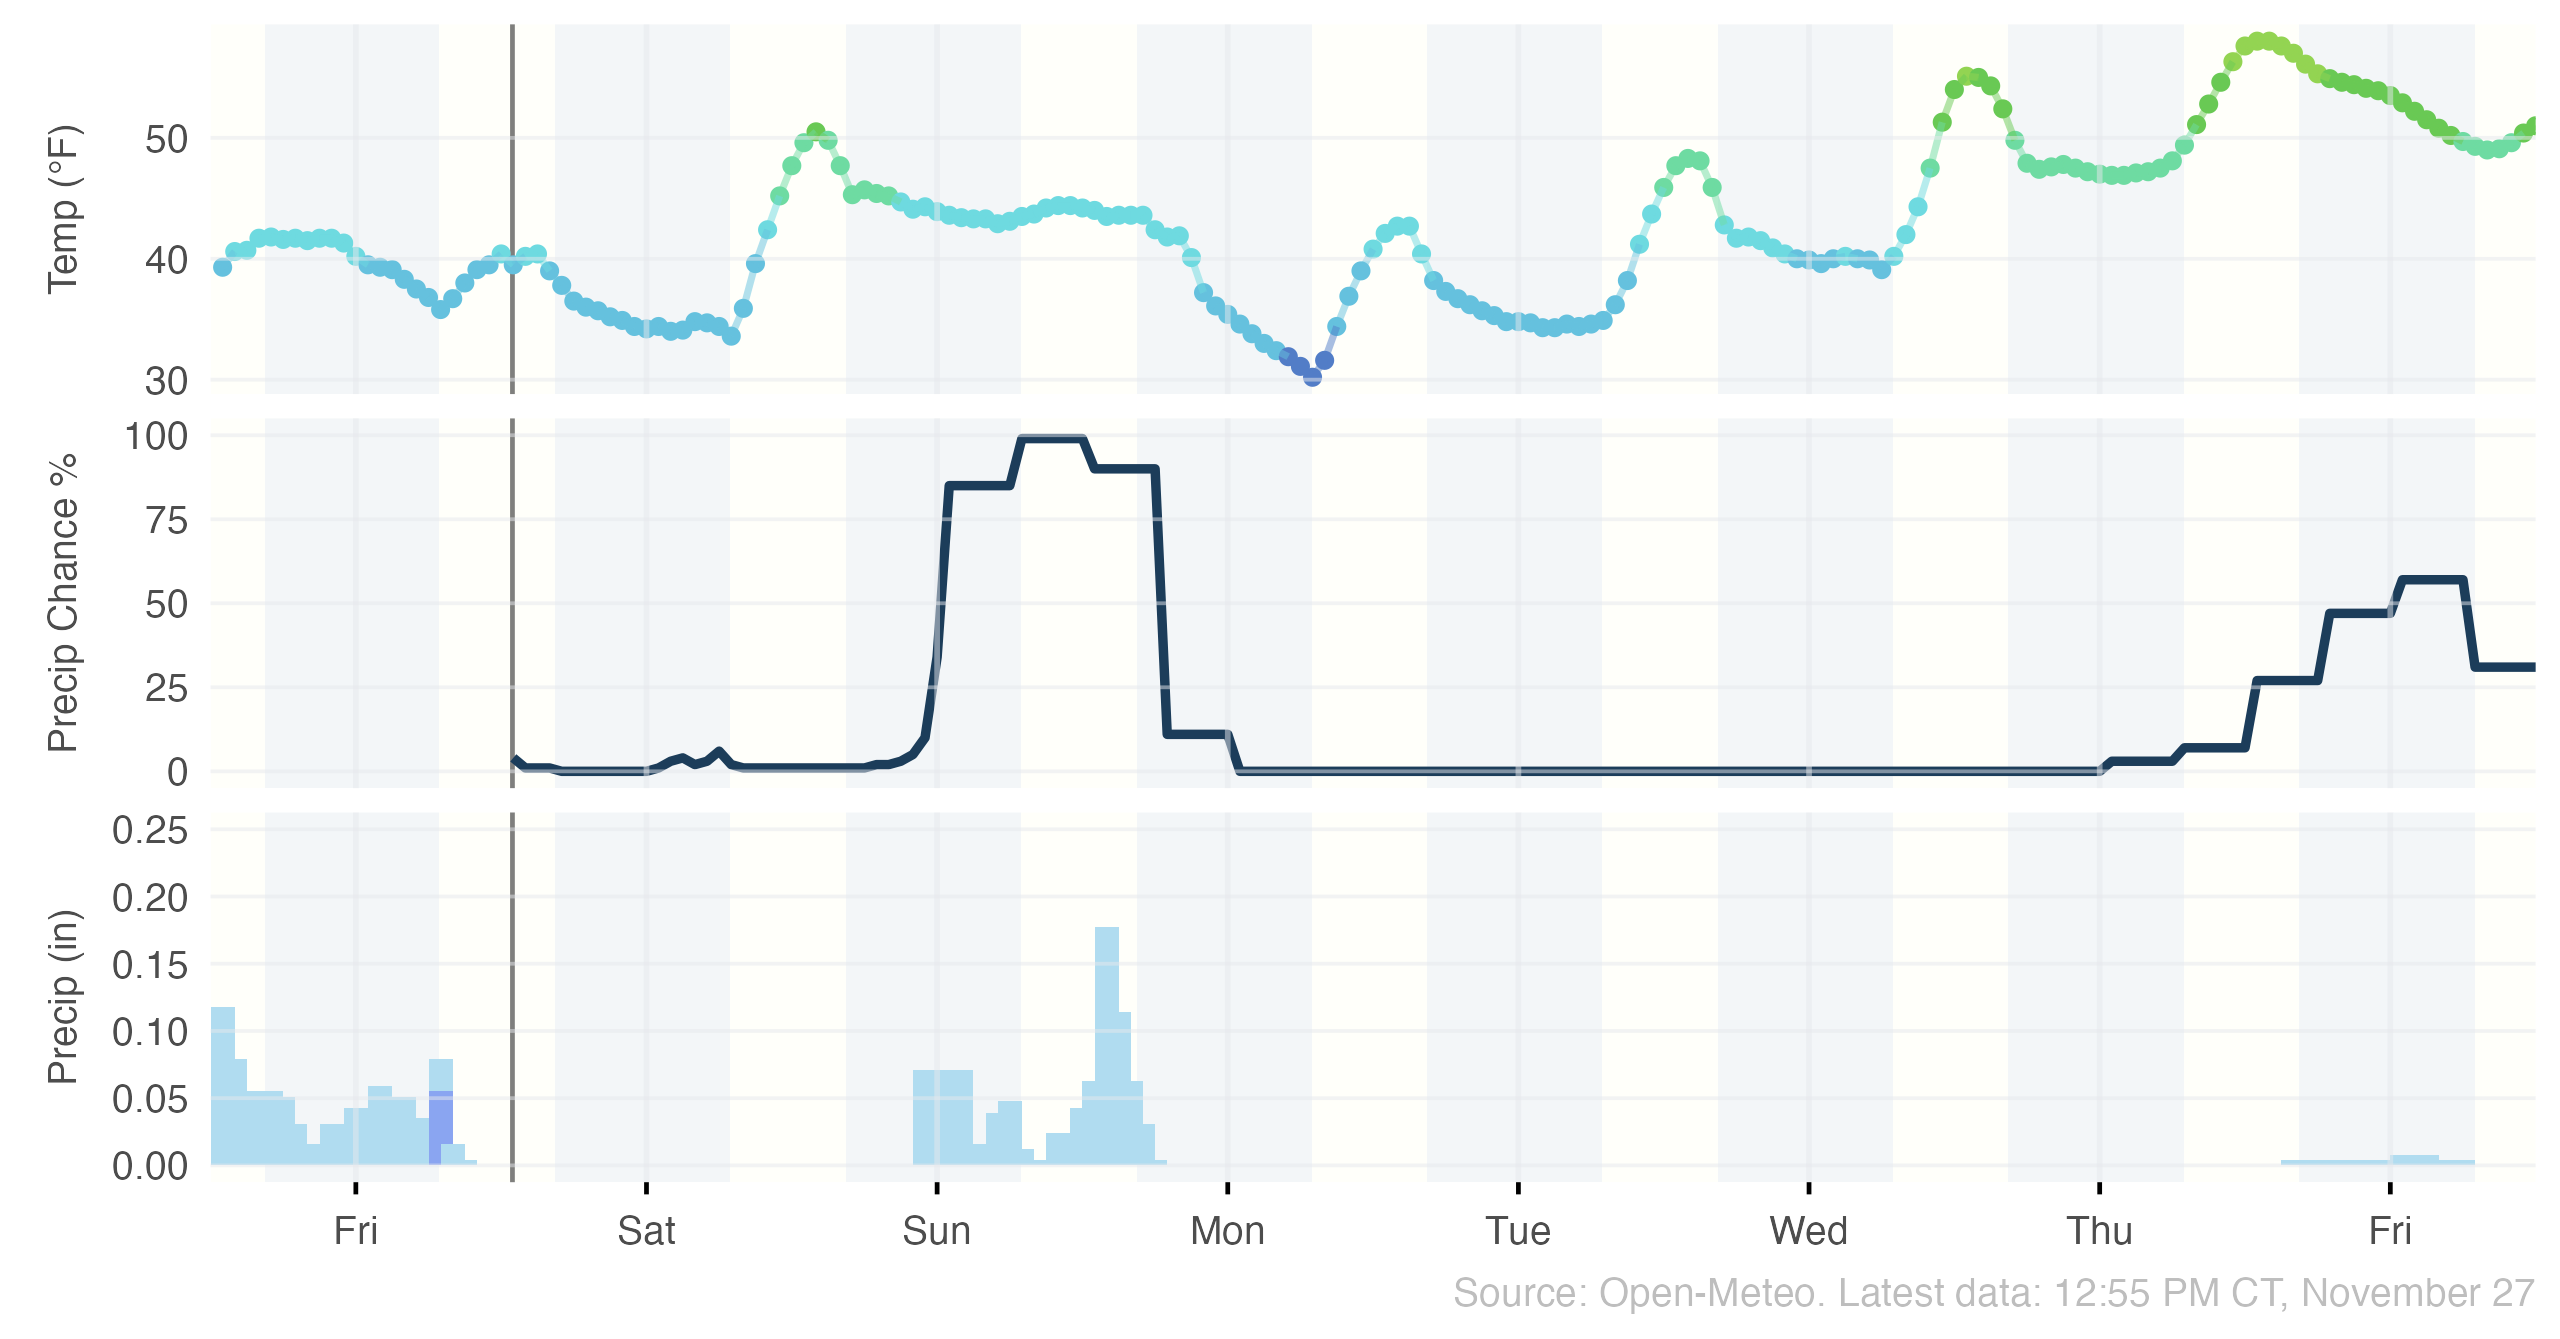 Temp (°F)
50
40
30
Precip Chance %
100
75
50
25
0
Precip (in)
0.25
0.20
0.15
0.10
0.05
0.00
Fri Sat Sun Mon Tue Wed Thu Fri
Source: Open-Meteo. Latest data: 12:55 PM CT, November 27